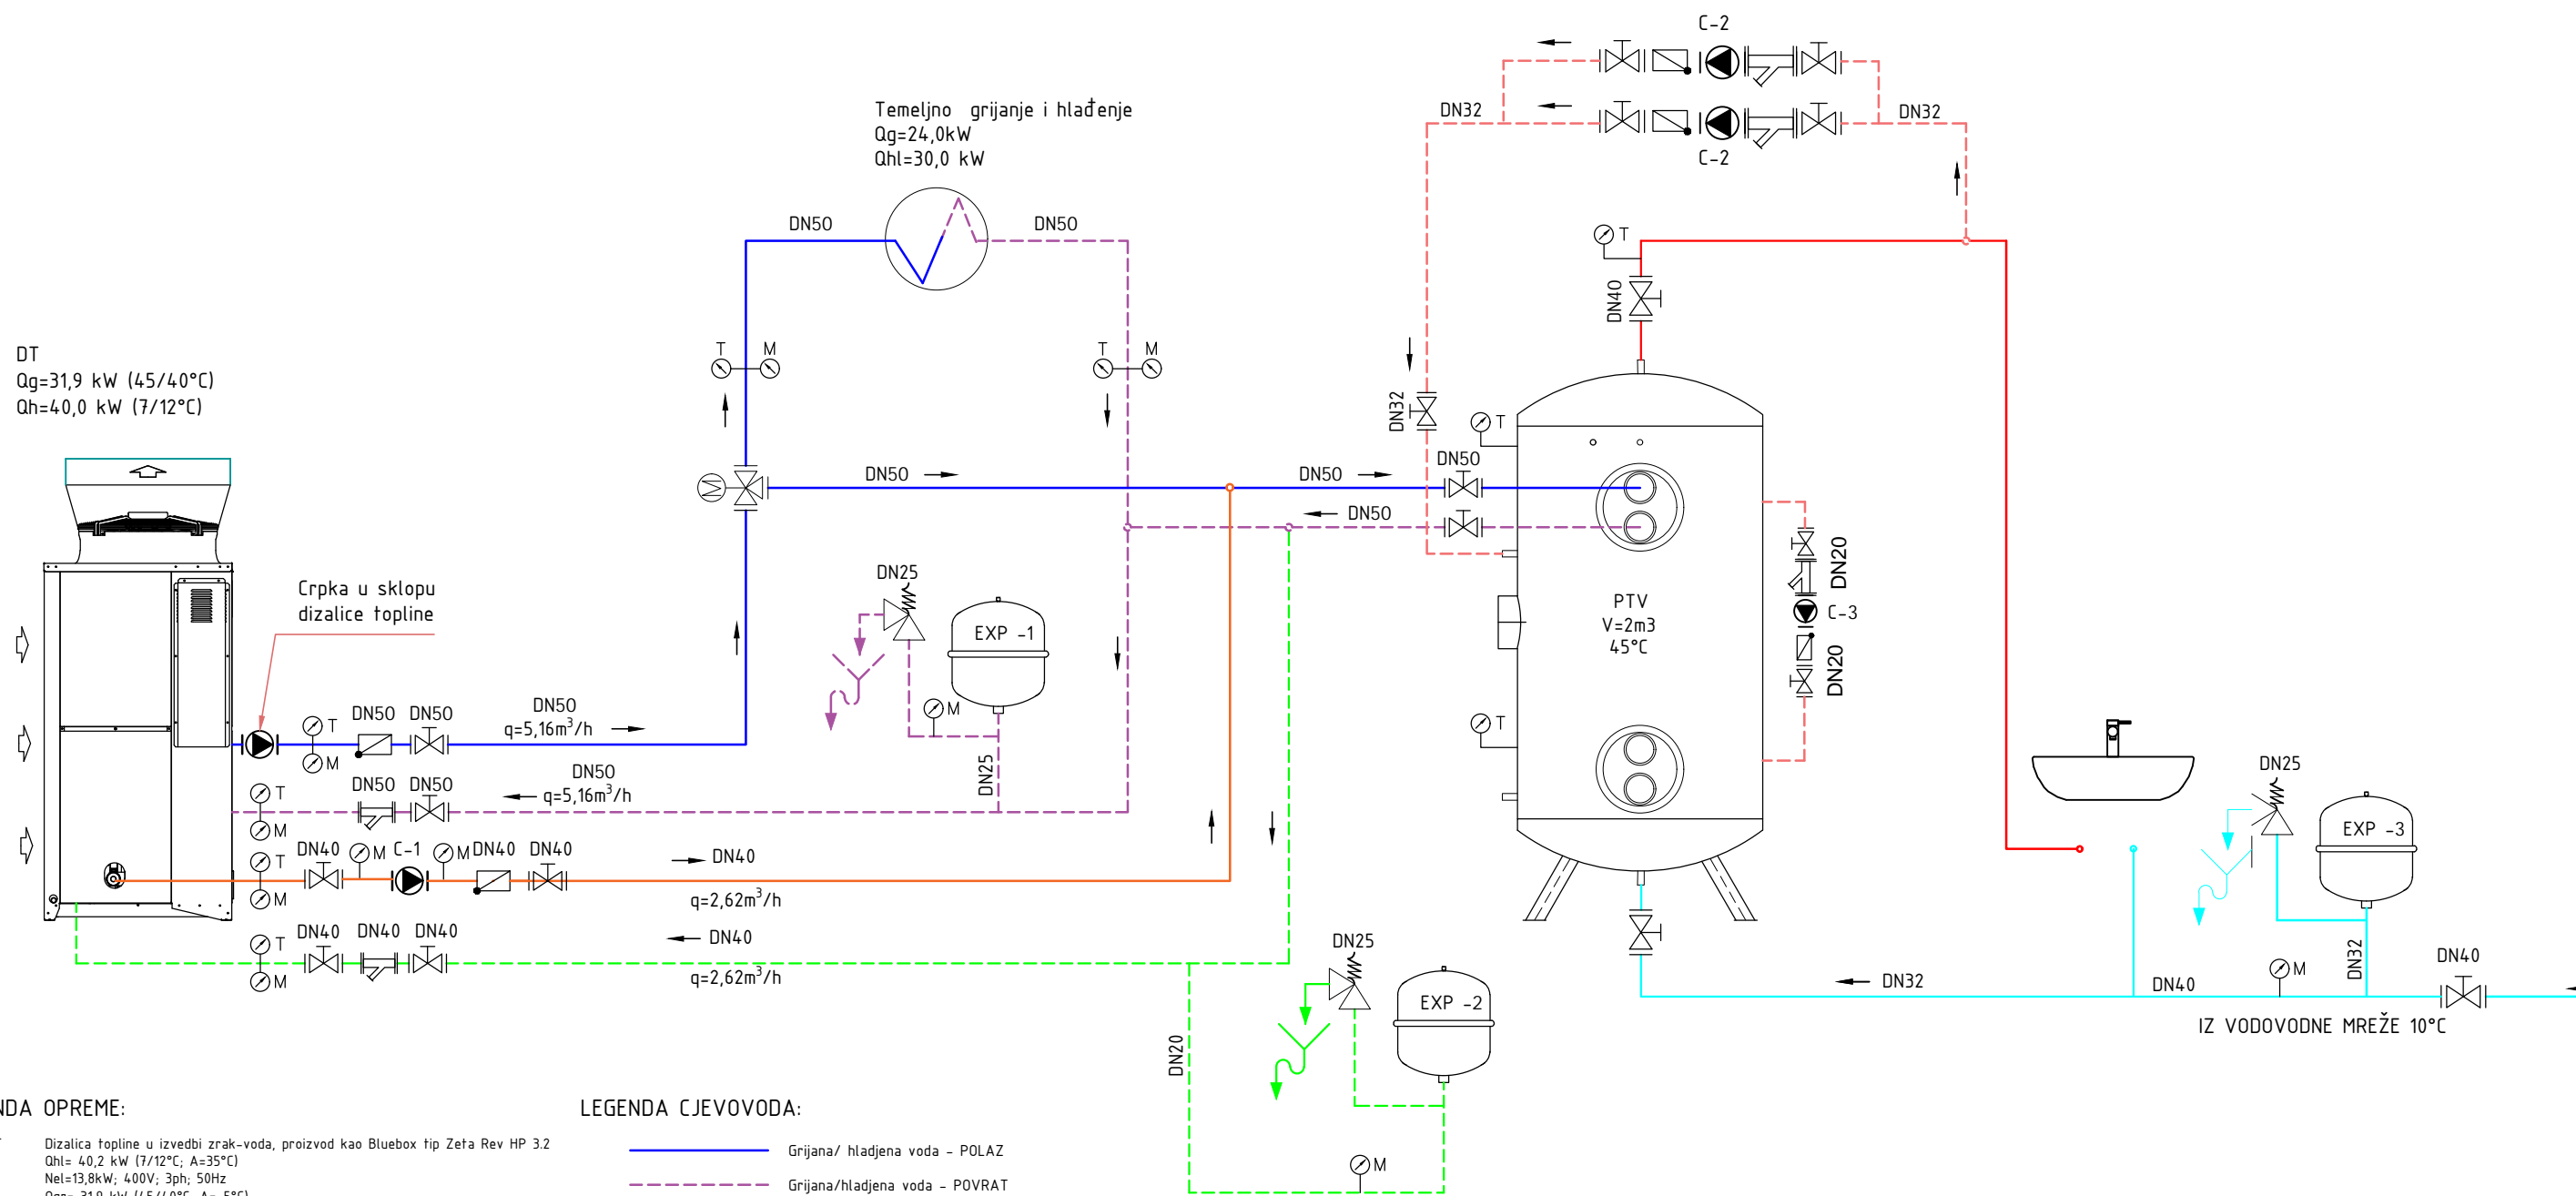 C-2
DN32
DN32
C-2
Temeljno grijanje i hlađenje
Qg=24,0kW
Qhl=30,0 kW
DN50
DN50
T
DN40
T
M
T
M
DT
Qg=31,9 kW (45/40°C)
Qh=40,0 kW (7/12°C)
DN32
T
DN50
DN50
DN50
DN50
M
Crpka u sklopu
dizalice topline
DN25
EXP -1
M
DN25
PTV
V=2m3
45°C
DN20
C-3
DN20
T
T
M
DN50
DN50
DN50
q=5,16m³/h
DN50
q=5,16m³/h
T
M
DN50
DN50
T
M
DN40
M
C-1
M
DN40
DN40
DN40
q=2,62m³/h
T
M
DN40
DN40
DN40
DN40
q=2,62m³/h
DN25
EXP -2
DN20
M
DN25
EXP -3
DN32
DN40
M
DN40
DN32
IZ VODOVODNE MREŽE 10°C
NDA OPREME:
Dizalica topline u izvedbi zrak-voda, proizvod kao Bluebox tip Zeta Rev HP 3.2
Qhl= 40,2 kW (7/12°C; A=35°C)
Nel=13,8kW; 400V; 3ph; 50Hz
LEGENDA CJEVOVODA:
Grijana/ hladjena voda - POLAZ
Grijana/hladjena voda - POVRAT